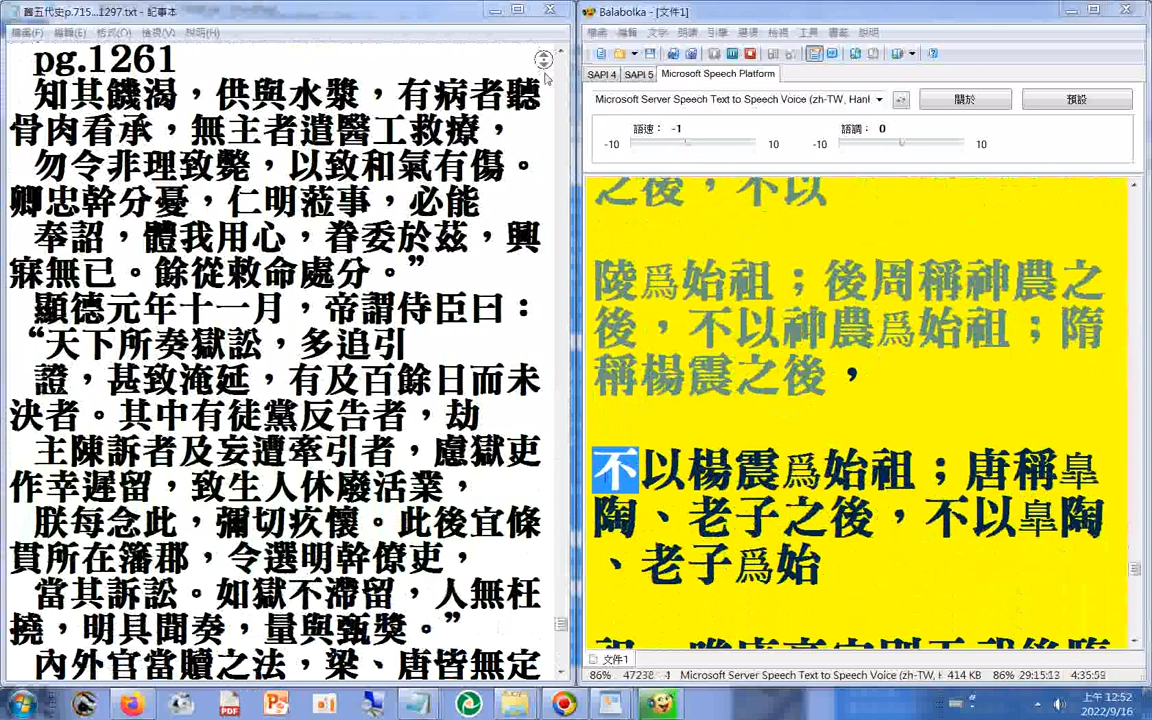 舊五代史p.715...1297.txt - 記事本
檔案(F) 編輯(E) 格式(O) 檢視(V) 說明(H)
pg.1261
知其饑渴，供與水漿，有病者聽
骨肉看承，無主者遣醫工救療，
勿令非理致斃，以致和氣有傷。
卿忠幹分憂，仁明蒞事，必能
奉詔，體我用心，眷委於茲，興
寐無已。餘從敕命處分。”
顯德元年十一月，帝謂侍臣曰：
“天下所奏獄訟，多追引
證，甚致淹延，有及百餘日而未
決者。其中有徒黨反告者，劫
主陳訴者及妄遭牽引者，慮獄吏
作幸遲留，致生人休廢活業，
朕每念此，彌切疚懷。此後宜條
貫所在藩郡，令選明幹僚吏，
當其訴訟。如獄不滯留，人無枉
撓，明具聞奏，量與甄獎。”
內外官當贖之法，梁、唐皆無定
Balabolka - [文件1]
檔案 編輯 文字 朗讀 引擎 選項 檢視 工具 書籤 說明
SAPI 4 SAPI 5 Microsoft Speech Platform
Microsoft Server Speech Text to Speech Voice (zh-TW, Hanl
關於 預設
語速： -1 語調： 0
-10 10 -10 10
之後，不以
陵爲始祖；後周稱神農之
後，不以神農爲始祖；隋
稱楊震之後，
不以楊震爲始祖；唐稱皐
陶、老子之後，不以皐陶
、老子爲始
文件1
86% Microsoft Server Speech Text to Speech Voice (zh-TW, 86% 29:15:13 414 KB 4:35:59
上午 12:52
2022/9/16